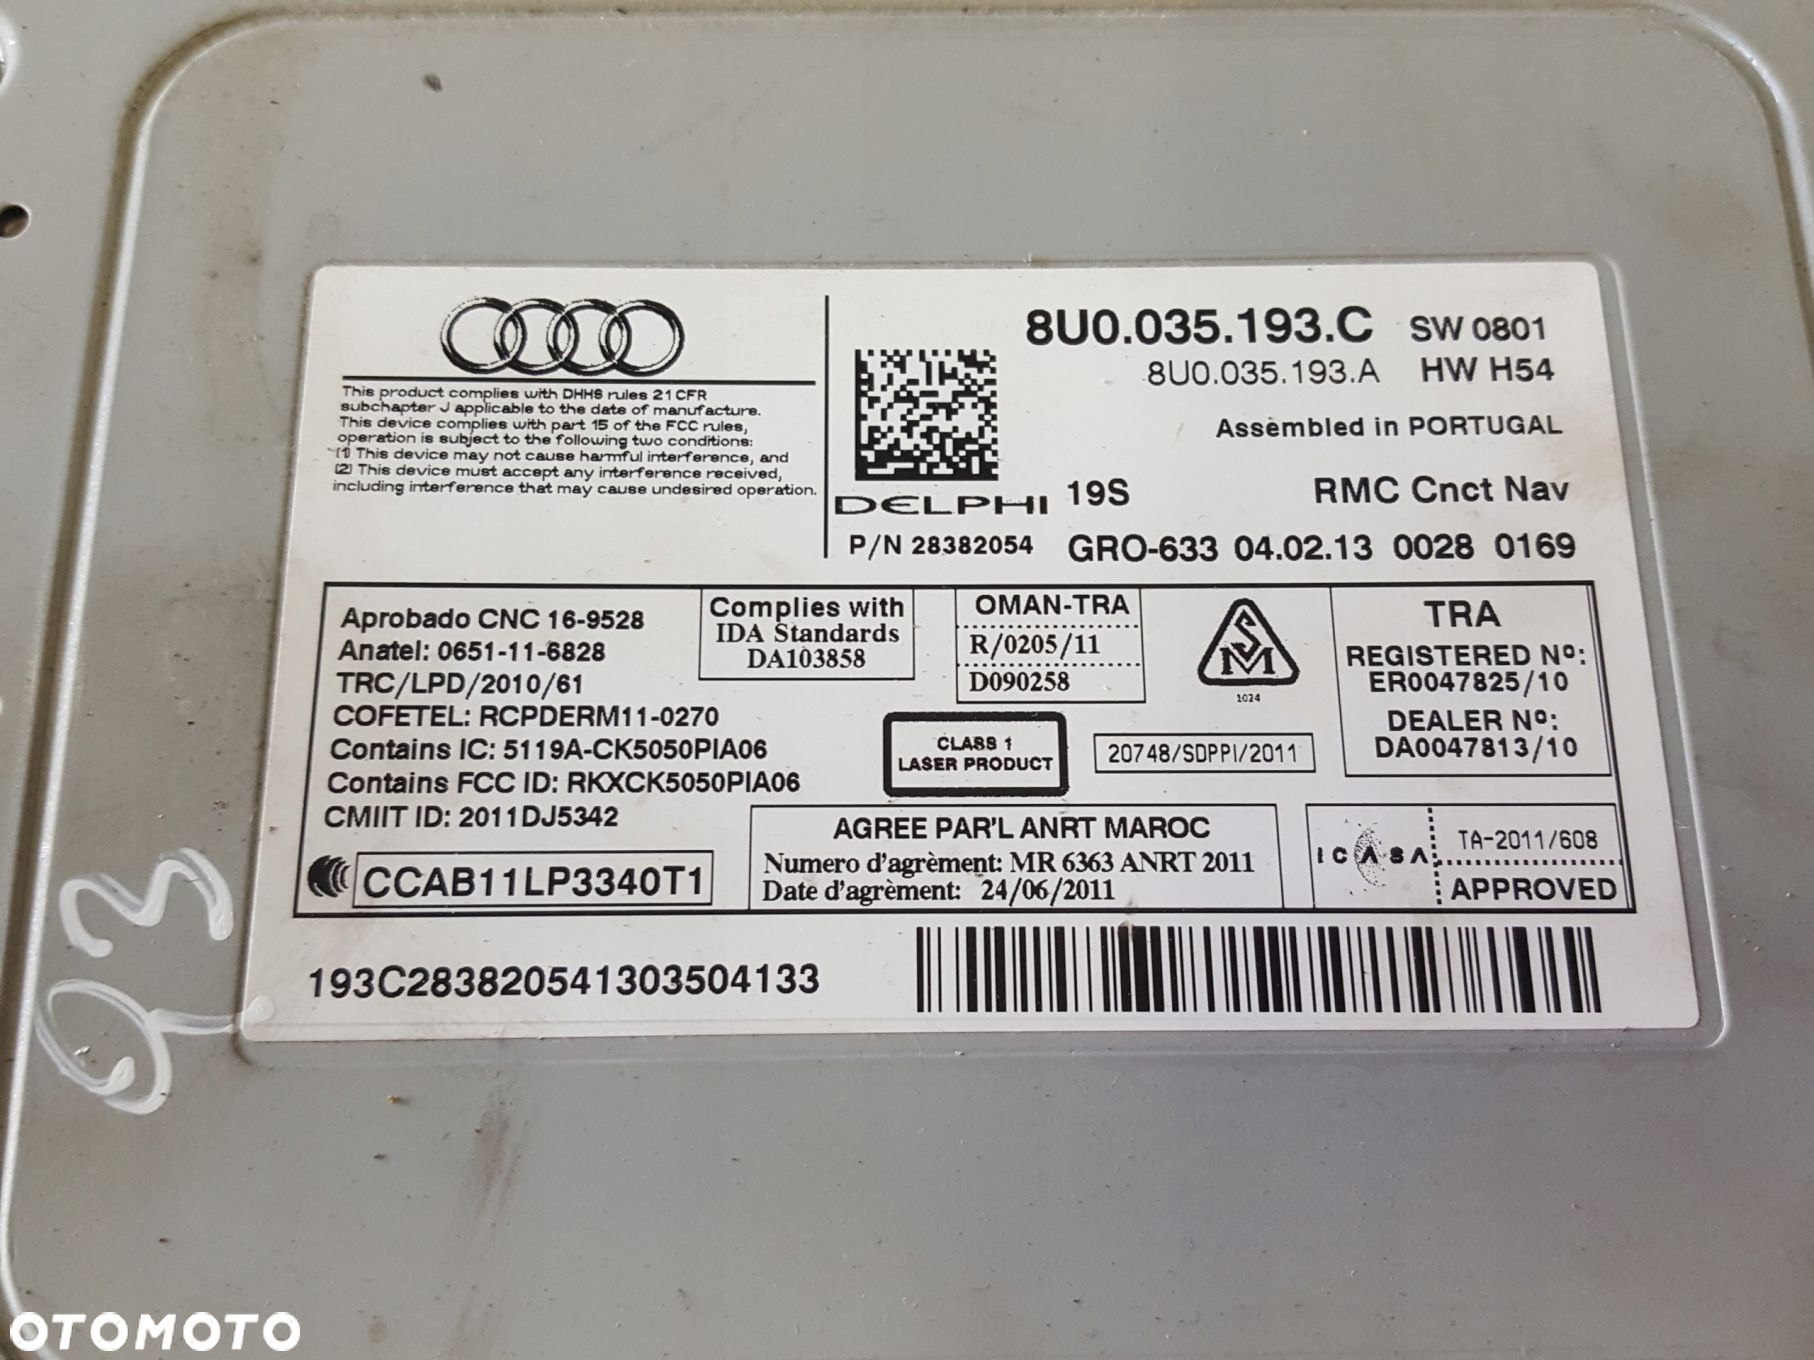 This product complies with DHHS rules 21 CFR
subchapter J applicable to the date of manufacture.
This device complies with part 15 of the FCC rules,
operation is subject to the following two conditions:
(1) This device may not cause harmful interference, and
(2) This device must accept any interference received,
including interference that may cause undesired operation.
8U0.035.193.C SW 0801
8U0.035.193.A HW H54
Assembled in PORTUGAL
DELPHI 19S RMC Cnct Nav
P/N 28382054 GRO-633 04.02.13 0028 0169
Aprobado CNC 16-9528
Anatel: 0651-11-6828
TRC/LPD/2010/61
COFETEL: RCPDERM11-0270
Contains IC: 5119A-CK5050PIA06
Contains FCC ID: RKXCK5050PIA06
CMIIT ID: 2011DJ5342
CCAB11LP3340T1
Complies with
IDA Standards
DA103858
OMAN-TRA
R/0205/11
D090258
SM
1024
TRA
REGISTERED Nº:
ER0047825/10
DEALER Nº:
DA0047813/10
CLASS 1
LASER PRODUCT
20748/SDPPI/2011
AGREE PAR'L ANRT MAROC
Numero d'agrèment: MR 6363 ANRT 2011
Date d'agrèment: 24/06/2011
ICASA
TA-2011/608
APPROVED
193C283820541303504133
93
OTOMOTO